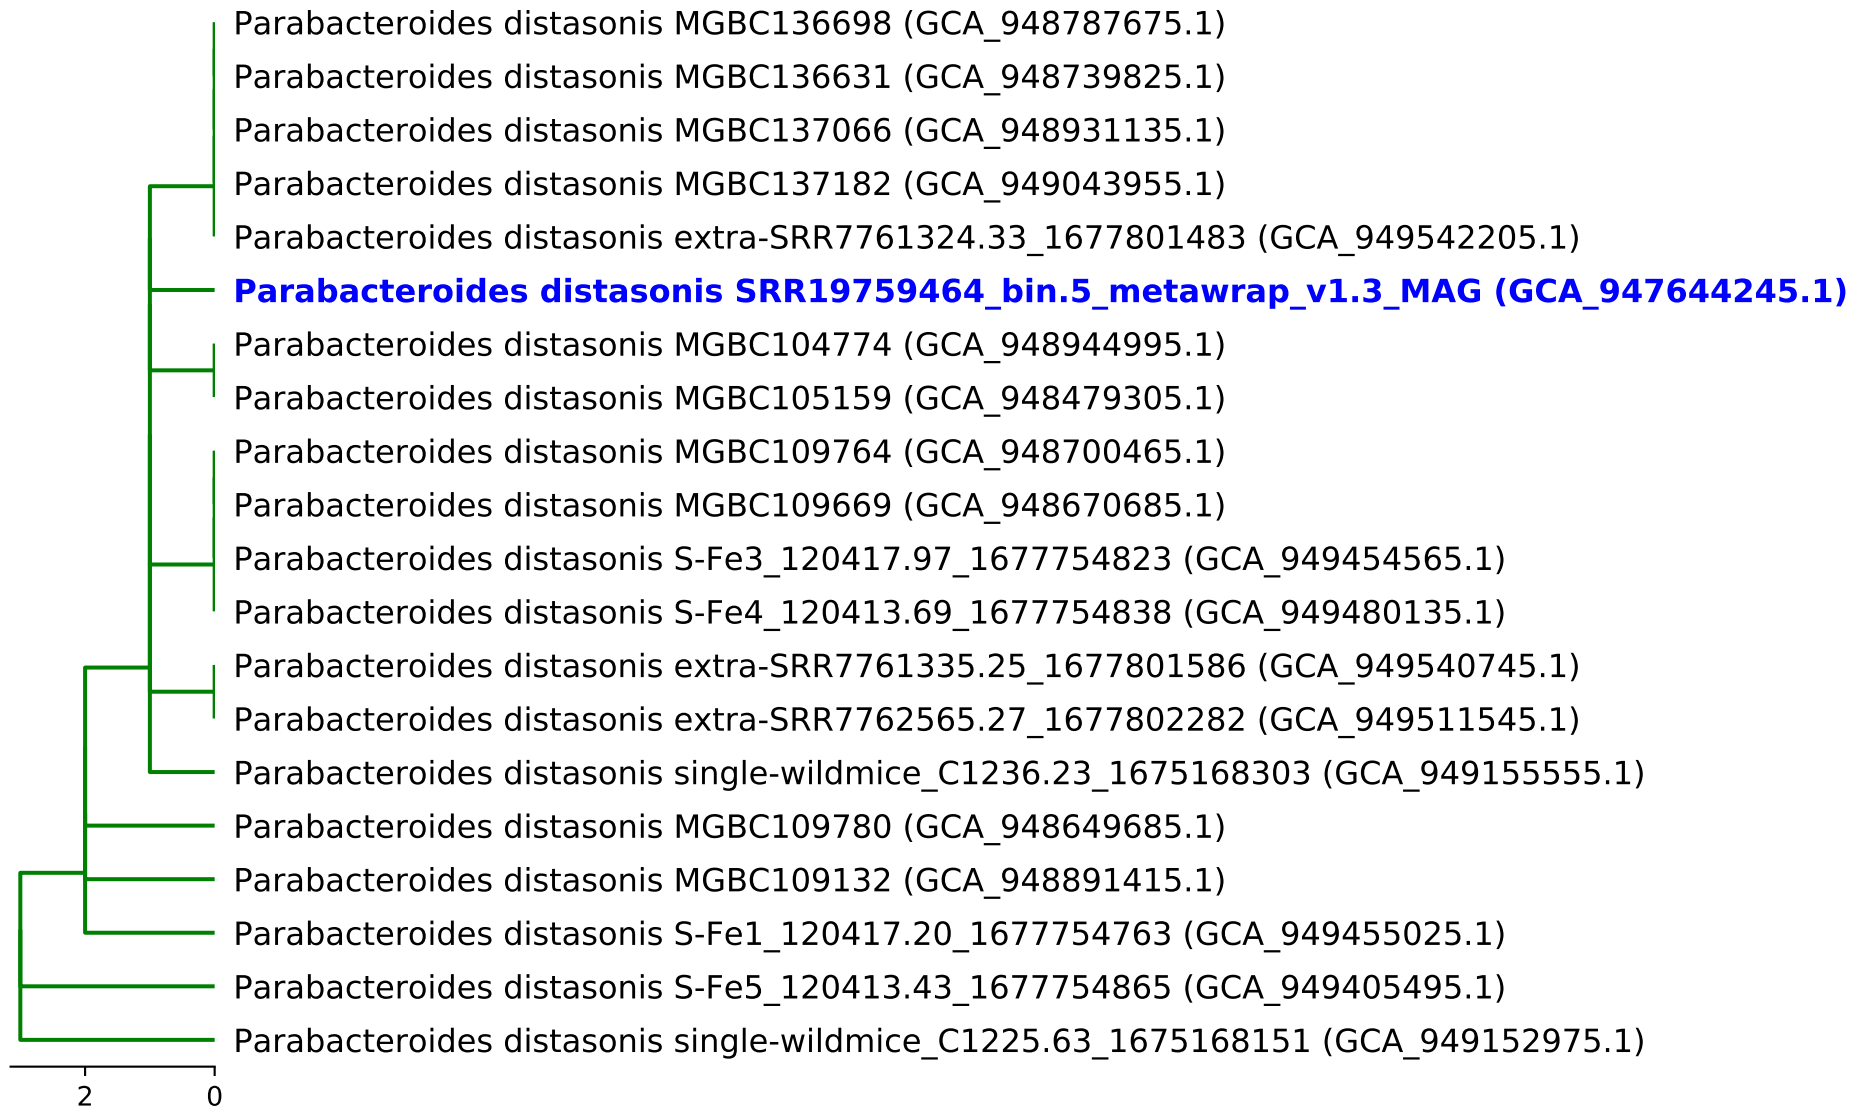 Parabacteroides distasonis MGBC136698 (GCA_948787675.1)
Parabacteroides distasonis MGBC136631 (GCA_948739825.1)
Parabacteroides distasonis MGBC137066 (GCA_948931135.1)
Parabacteroides distasonis MGBC137182 (GCA_949043955.1)
Parabacteroides distasonis extra-SRR7761324.33_1677801483 (GCA_949542205.1)
Parabacteroides distasonis SRR19759464_bin.5_metawrap_v1.3_MAG (GCA_947644245.1)
Parabacteroides distasonis MGBC104774 (GCA_948944995.1)
Parabacteroides distasonis MGBC105159 (GCA_948479305.1)
Parabacteroides distasonis MGBC109764 (GCA_948700465.1)
Parabacteroides distasonis MGBC109669 (GCA_948670685.1)
Parabacteroides distasonis S-Fe3_120417.97_1677754823 (GCA_949454565.1)
Parabacteroides distasonis S-Fe4_120413.69_1677754838 (GCA_949480135.1)
Parabacteroides distasonis extra-SRR7761335.25_1677801586 (GCA_949540745.1)
Parabacteroides distasonis extra-SRR7762565.27_1677802282 (GCA_949511545.1)
Parabacteroides distasonis single-wildmice_C1236.23_1675168303 (GCA_949155555.1)
Parabacteroides distasonis MGBC109780 (GCA_948649685.1)
Parabacteroides distasonis MGBC109132 (GCA_948891415.1)
Parabacteroides distasonis S-Fe1_120417.20_1677754763 (GCA_949455025.1)
Parabacteroides distasonis S-Fe5_120413.43_1677754865 (GCA_949405495.1)
Parabacteroides distasonis single-wildmice_C1225.63_1675168151 (GCA_949152975.1)
2 0